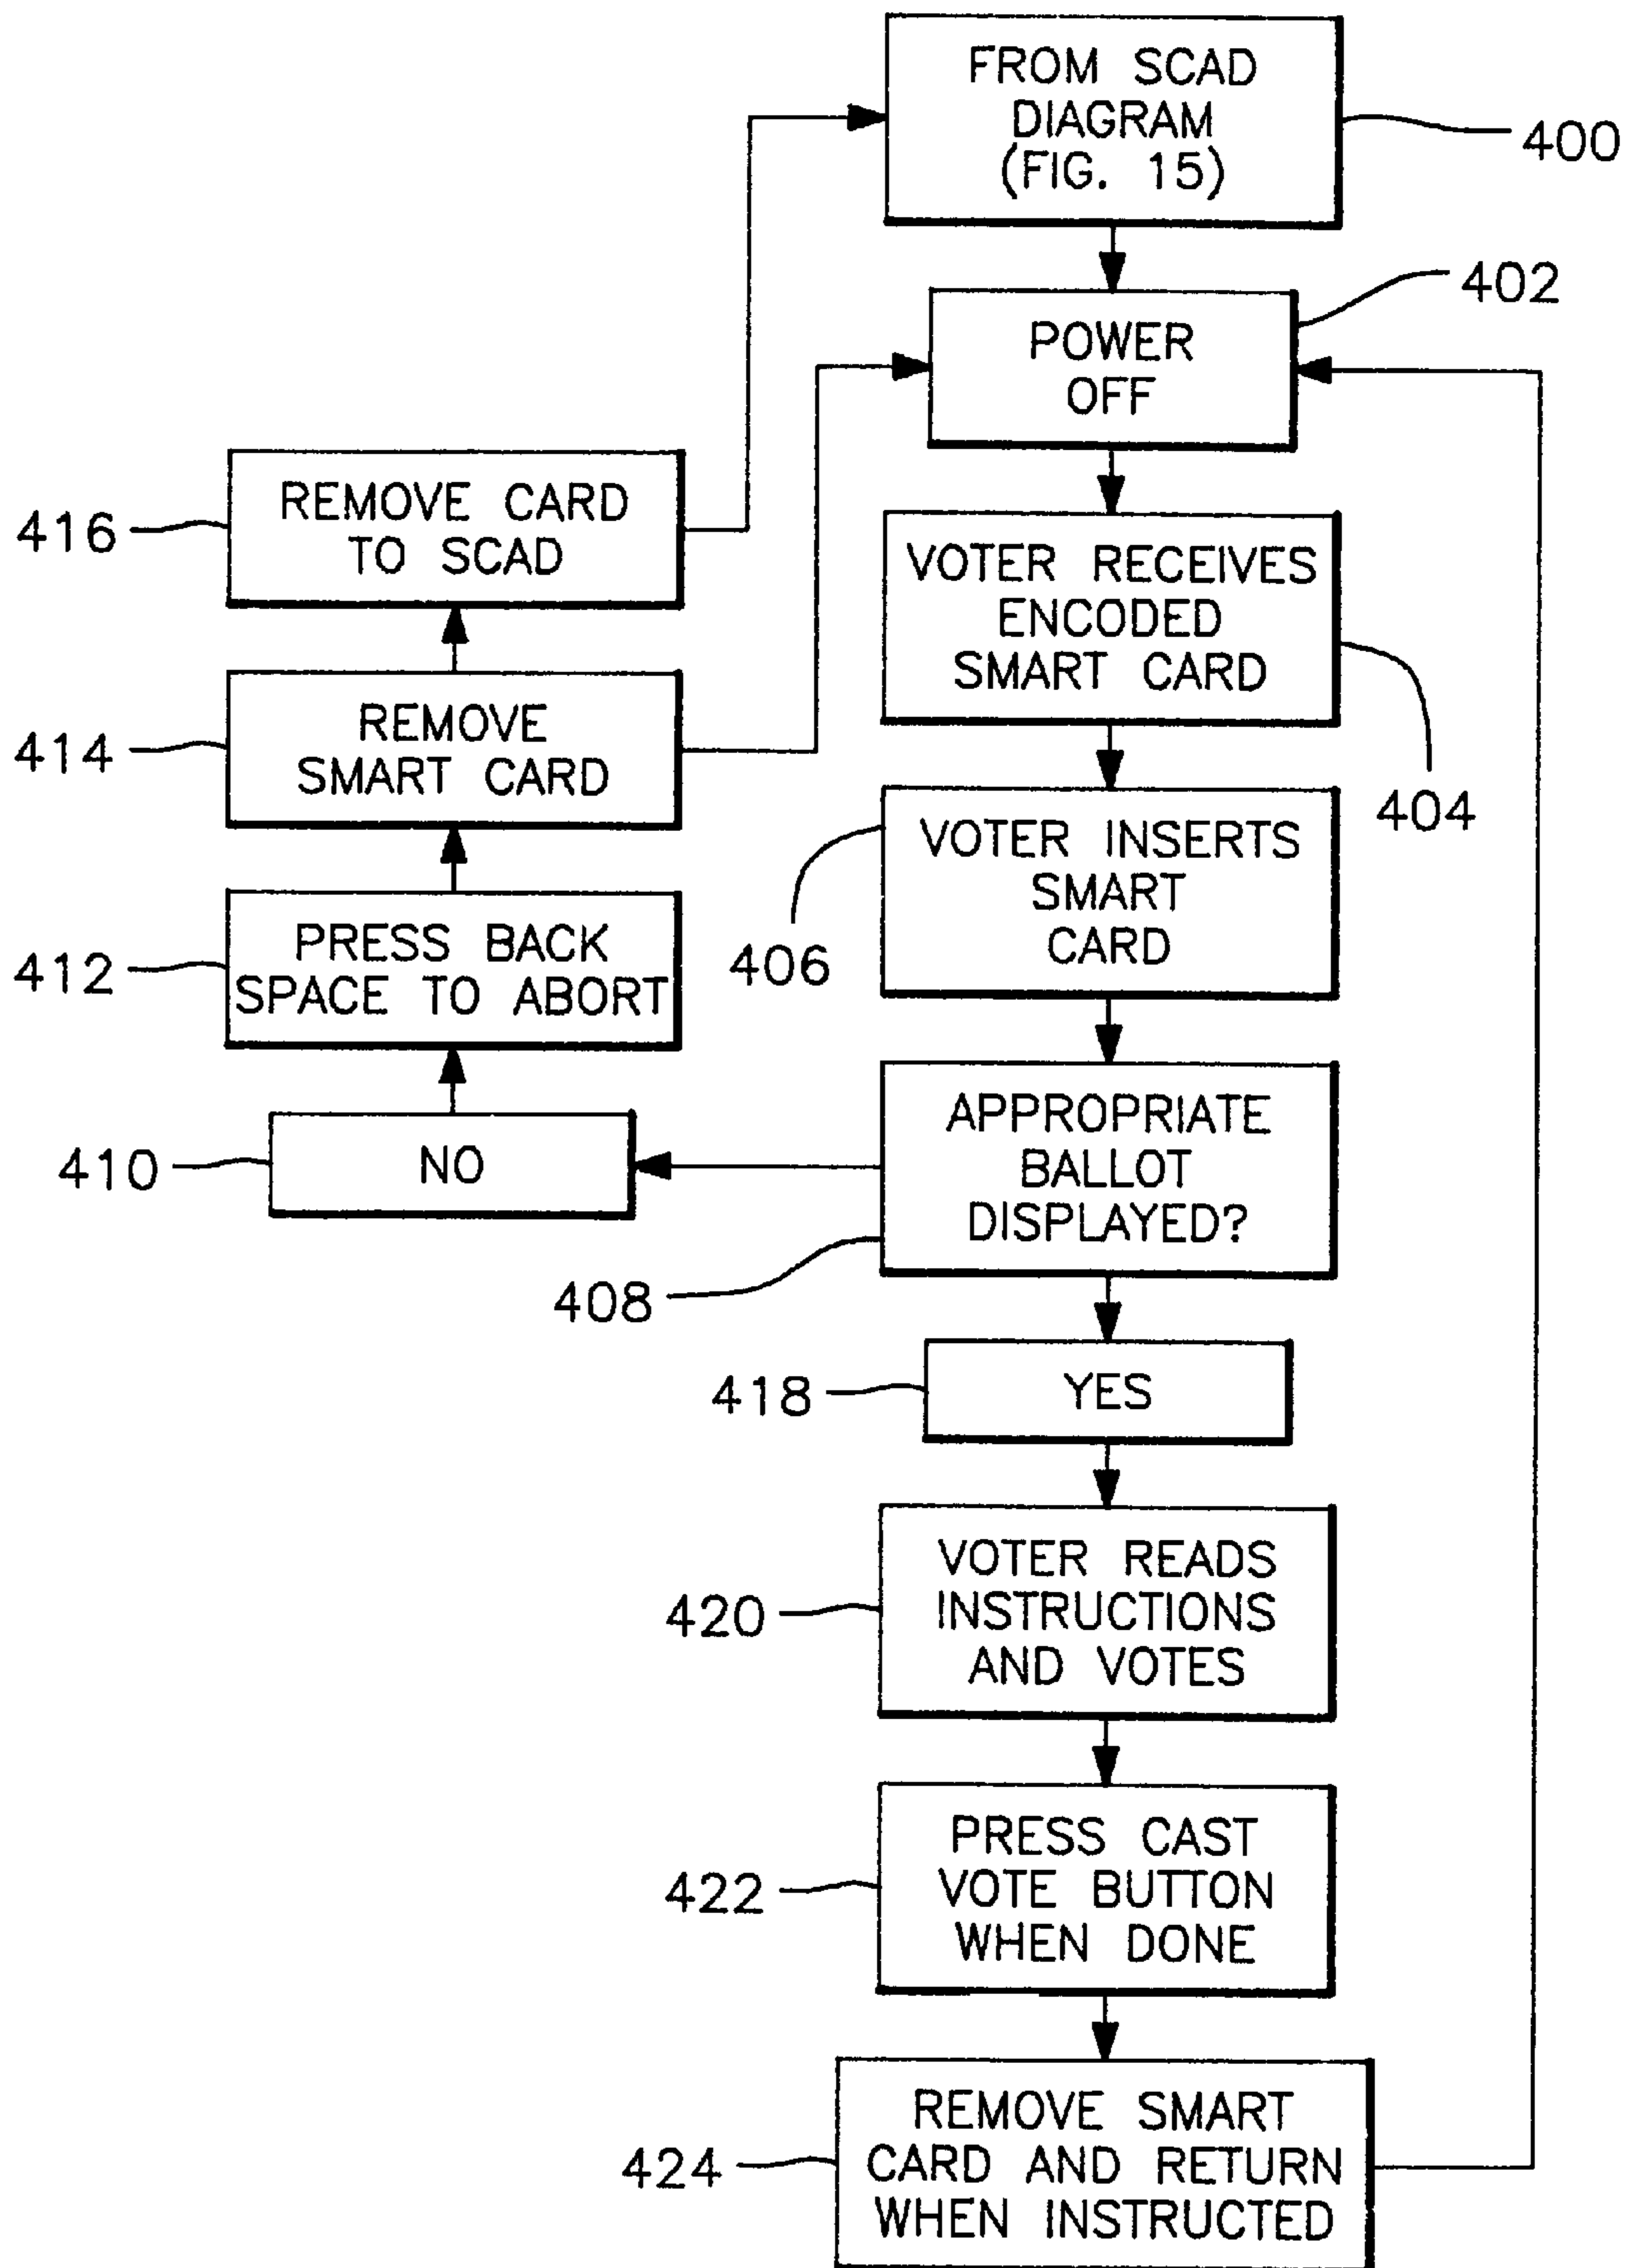 FROM SCAD
DIAGRAM
(FIG. 15)
400
402
POWER
OFF
416
REMOVE CARD
TO SCAD
VOTER RECEIVES
ENCODED
SMART CARD
404
414
REMOVE
SMART CARD
VOTER INSERTS
SMART
CARD
406
412
PRESS BACK
SPACE TO ABORT
APPROPRIATE
BALLOT
DISPLAYED?
408
410
NO
418
YES
420
VOTER READS
INSTRUCTIONS
AND VOTES
422
PRESS CAST
VOTE BUTTON
WHEN DONE
424
REMOVE SMART
CARD AND RETURN
WHEN INSTRUCTED